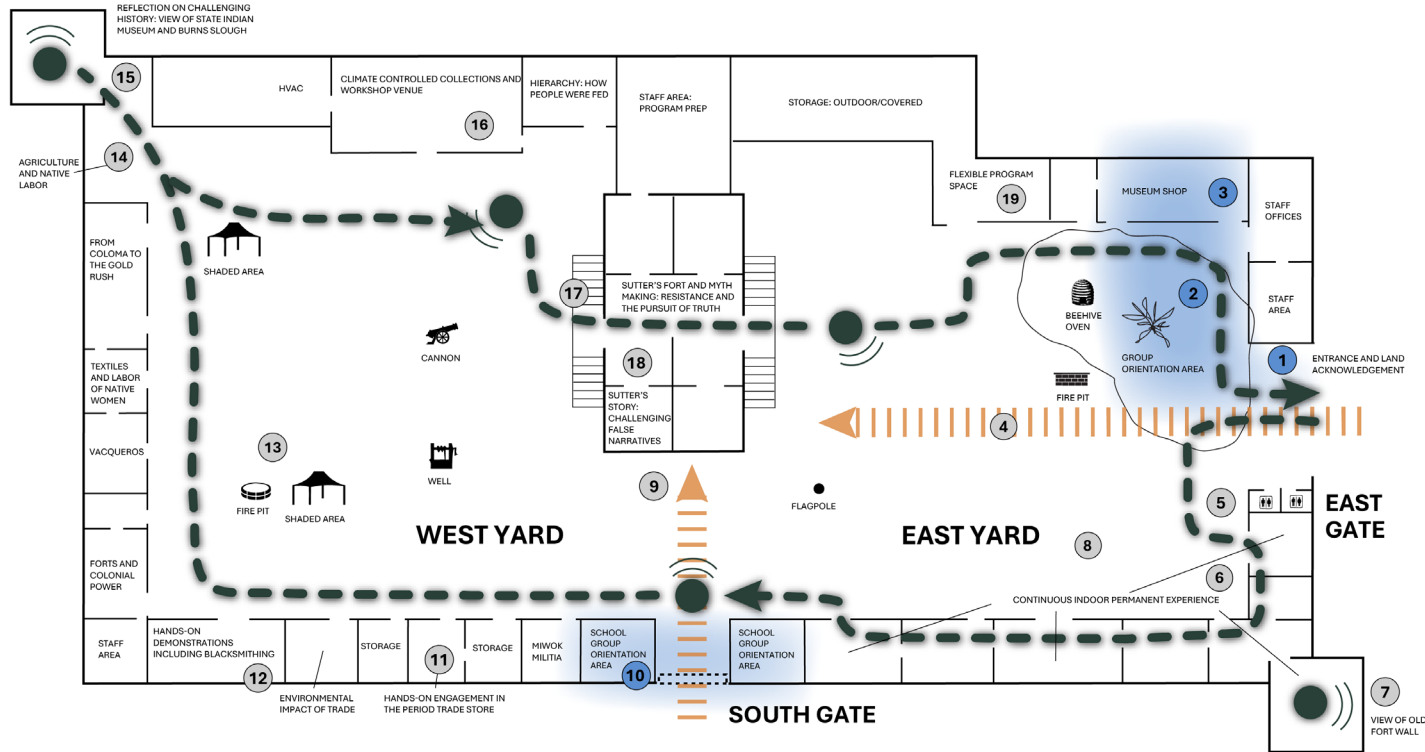 REFLECTION ON CHALLENGING
HISTORY: VIEW OF STATE INDIAN
MUSEUM AND BURNS SLOUGH
15
HVAC
CLIMATE CONTROLLED COLLECTIONS AND
WORKSHOP VENUE
16
HIERARCHY: HOW
PEOPLE WERE FED
STAFF AREA:
PROGRAM PREP
STORAGE: OUTDOOR/COVERED
14
AGRICULTURE
AND NATIVE
LABOR
FLEXIBLE PROGRAM
SPACE
19
MUSEUM SHOP
3
STAFF
OFFICES
FROM
COLOMA TO
THE GOLD
RUSH
SHADED AREA
17
SUTTER'S FORT AND MYTH
MAKING: RESISTANCE AND
THE PURSUIT OF TRUTH
2
BEEHIVE
OVEN
STAFF
AREA
CANNON
18
GROUP
ORIENTATION AREA
1
ENTRANCE AND LAND
ACKNOWLEDGEMENT
TEXTILES
AND LABOR
OF NATIVE
WOMEN
SUTTER'S
STORY:
CHALLENGING
FALSE
NARRATIVES
FIRE PIT
4
VACQUEROS
13
WELL
9
FIRE PIT
SHADED AREA
FLAGPOLE
5
EAST
GATE
WEST YARD
EAST YARD
8
FORTS AND
COLONIAL
POWER
6
CONTINUOUS INDOOR PERMANENT EXPERIENCE
STAFF
AREA
HANDS-ON
DEMONSTRATIONS
INCLUDING BLACKSMITHING
12
STORAGE
11
STORAGE
MIWOK
MILITIA
SCHOOL
GROUP
ORIENTATION
AREA
10
SCHOOL
GROUP
ORIENTATION
AREA
ENVIRONMENTAL
IMPACT OF TRADE
HANDS-ON ENGAGEMENT IN
THE PERIOD TRADE STORE
SOUTH GATE
7
VIEW OF OLD
FORT WALL